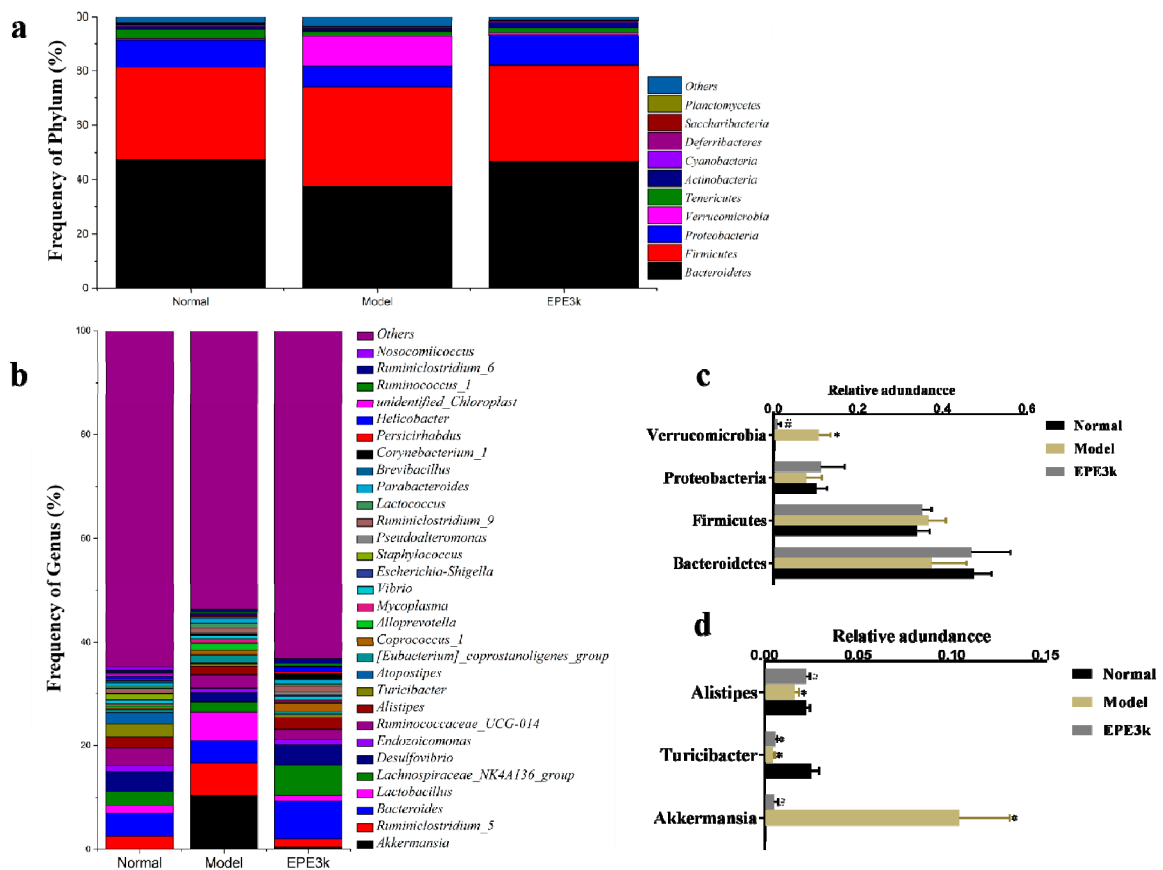 a
Frequency of Phylum (%)
100
80
60
40
20
0
Normal
Model
EPE3k
Others
Planctomycetes
Saccharibacteria
Deferribacteres
Cyanobacteria
Actinobacteria
Tenericutes
Verrucomicrobia
Proteobacteria
Firmicutes
Bacteroidetes
b
Frequency of Genus (%)
100
80
60
40
20
0
Normal
Model
EPE3k
Others
Nosocomiicoccus
Ruminiclostridium_6
Ruminococcus_1
unidentified_Chloroplast
Helicobacter
Persicirhabdus
Corynebacterium_1
Brevibacillus
Parabacteroides
Lactococcus
Ruminiclostridium_9
Pseudoalteromonas
Staphylococcus
Escherichia-Shigella
Vibrio
Mycoplasma
Alloprevotella
Coprococcus_1
[Eubacterium]_coprostanoligenes_group
Atopostipes
Turicibacter
Alistipes
Ruminococcaceae_UCG-014
Endozoicomonas
Desulfovibrio
Lachnospiraceae_NK4A136_group
Lactobacillus
Bacteroides
Ruminiclostridium_5
Akkermansia
c
Relative adundancce
0.0 0.2 0.4 0.6
Verrucomicrobia
#
*
Proteobacteria
Firmicutes
Bacteroidetes
Normal
Model
EPE3k
d
Relative adundancce
0.00 0.05 0.10 0.15
Alistipes
*
Turicibacter
*
Akkermansia
*
Normal
Model
EPE3k